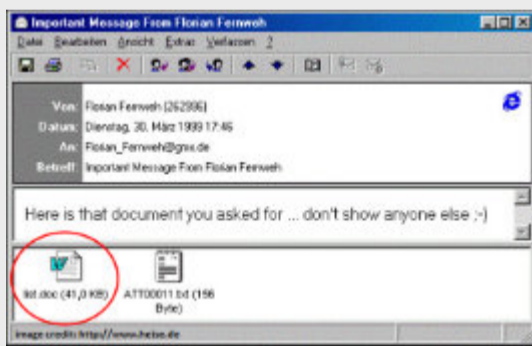 Important Message From Florian Fernweh
Datei Bearbeiten Ansicht Extras Verfassen ?
Von: Florian Fernweh (262996)
Datum: Dienstag, 30. März 1999 17:46
An: Florian_Fernweh@gmx.de
Betreff: Important Message From Florian Fernweh
Here is that document you asked for ... don't show anyone else ;-)
list.doc (41,0 KB) ATT00011.txt (156
Byte)
image credit: http://www.heise.de